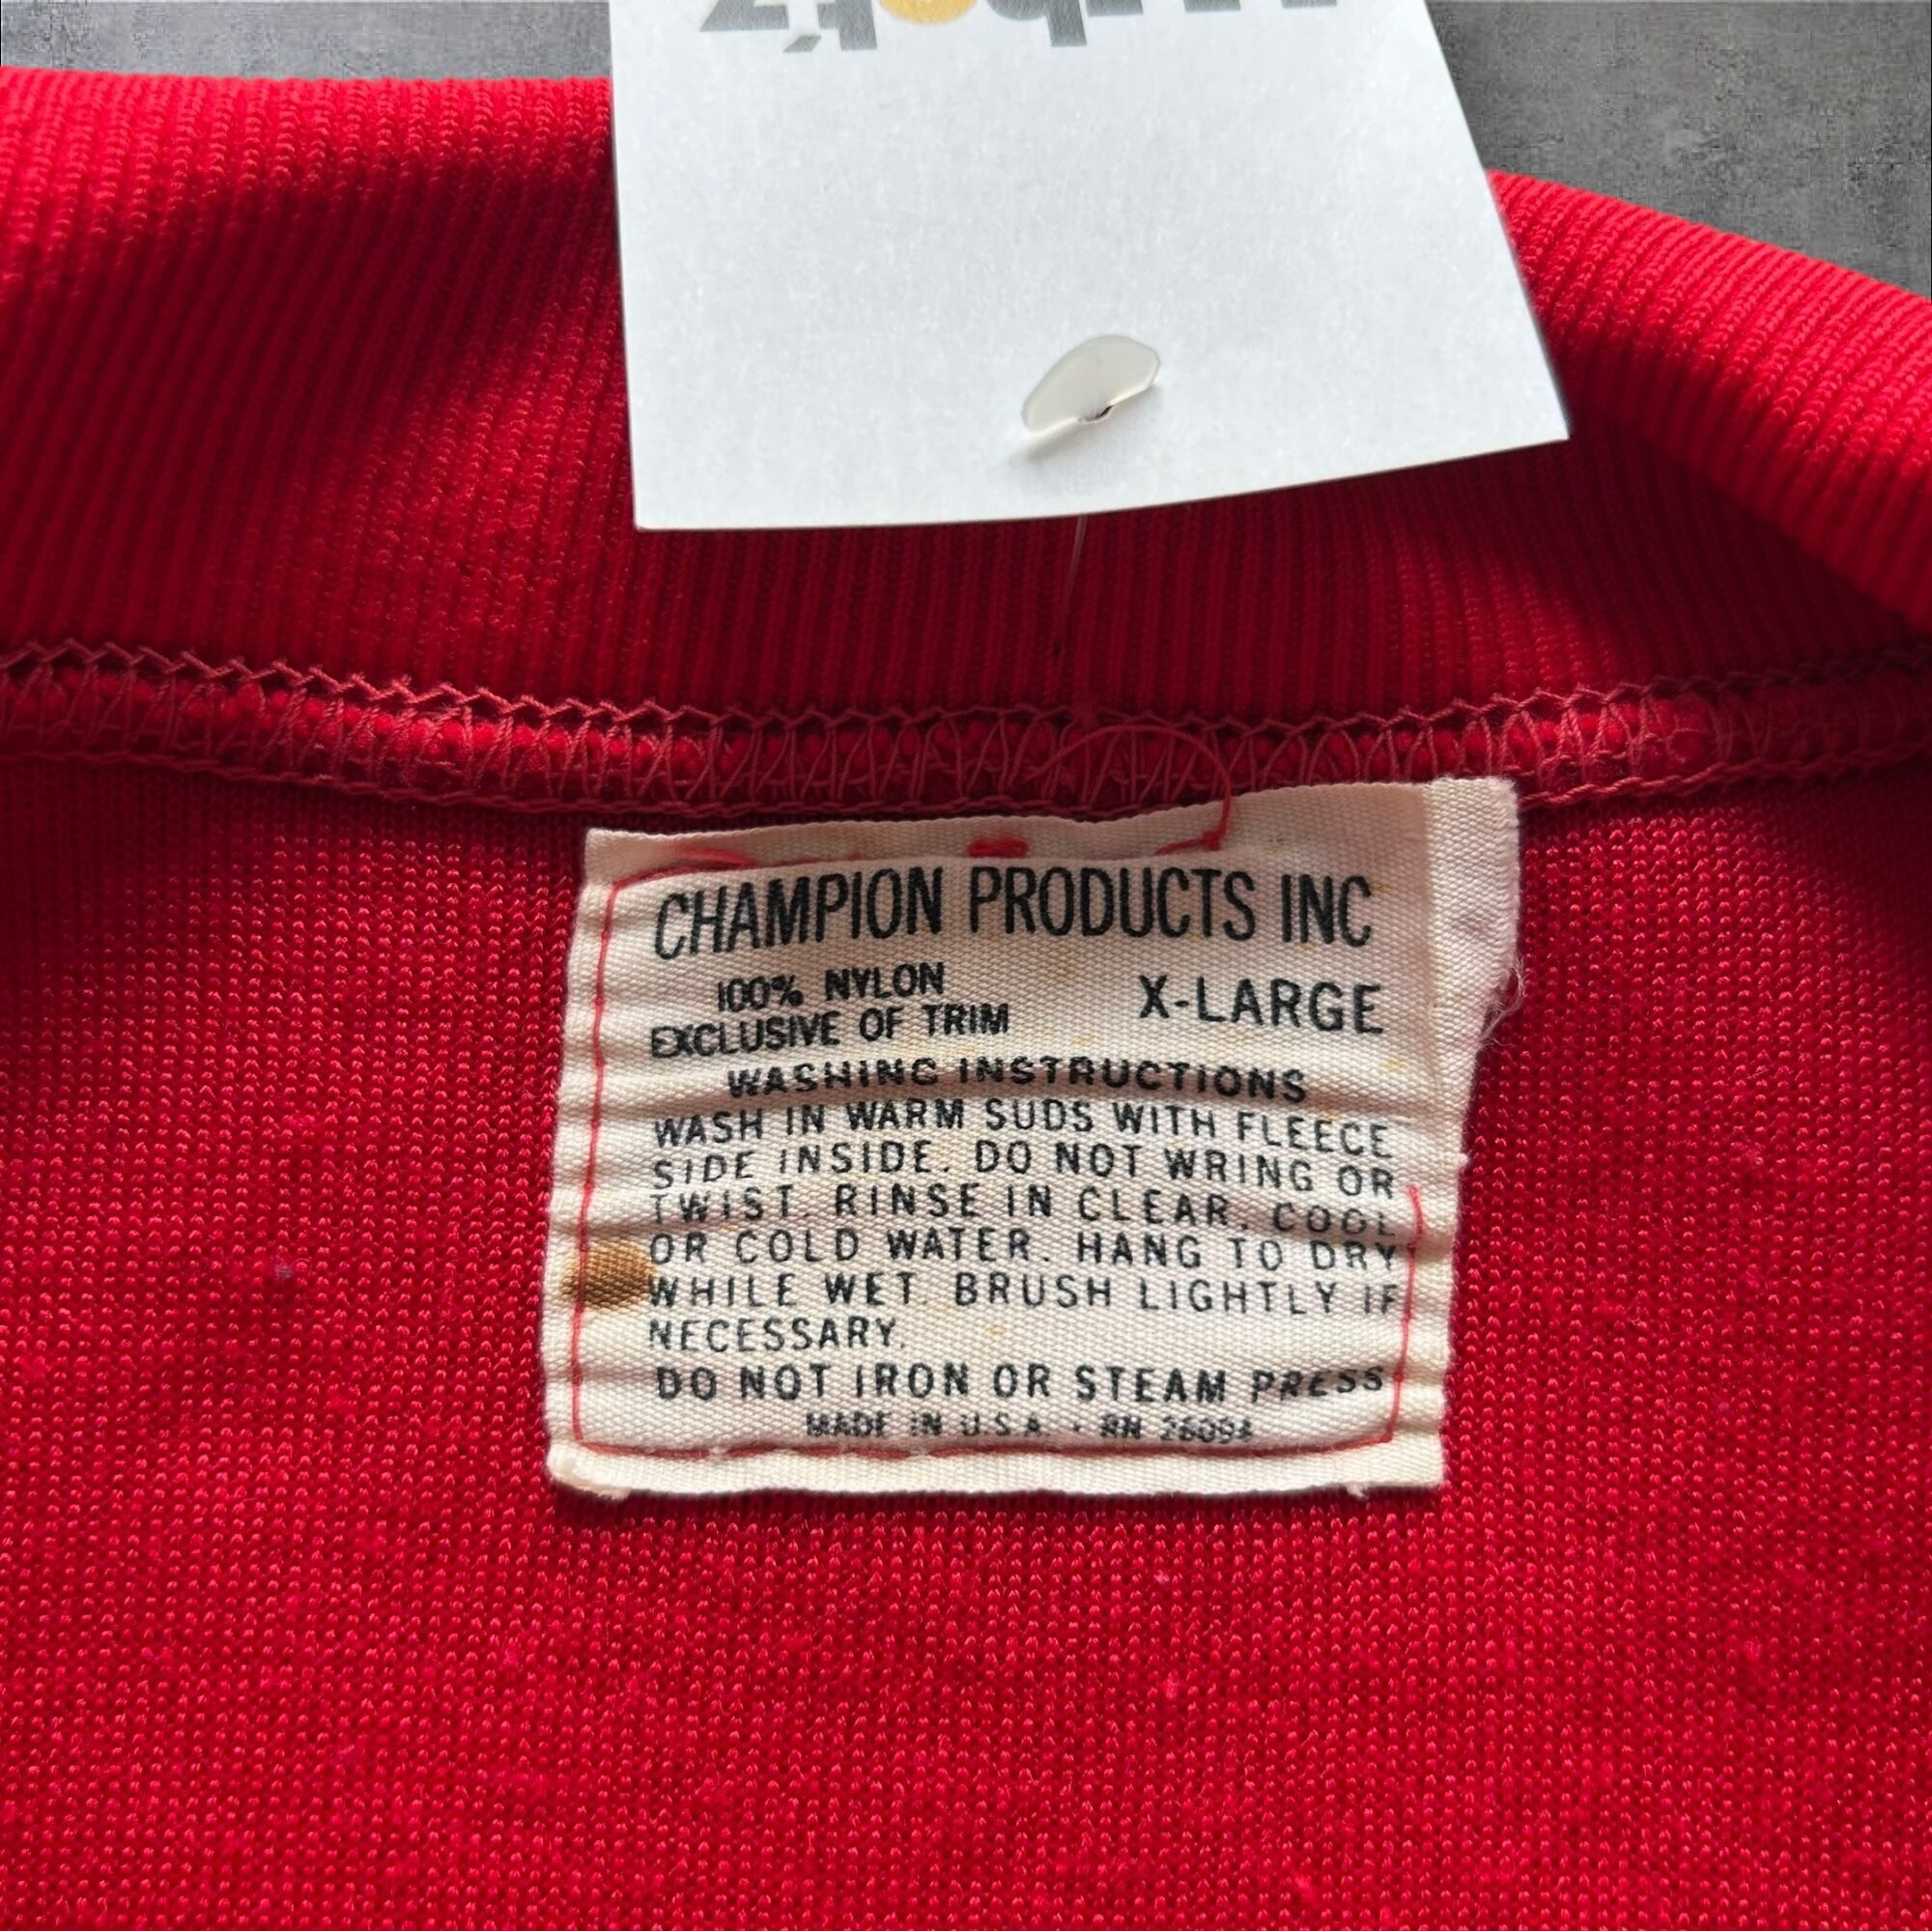 CHAMPION PRODUCTS INC
100% NYLON
EXCLUSIVE OF TRIM
X-LARGE
WASHING INSTRUCTIONS
WASH IN WARM SUDS WITH FLEECE
SIDE INSIDE. DO NOT WRING OR
TWIST. RINSE IN CLEAR, COOL
OR COLD WATER. HANG TO DRY
WHILE WET. BRUSH LIGHTLY IF
NECESSARY.
DO NOT IRON OR STEAM PRESS
MADE IN U.S.A. · RN 26094